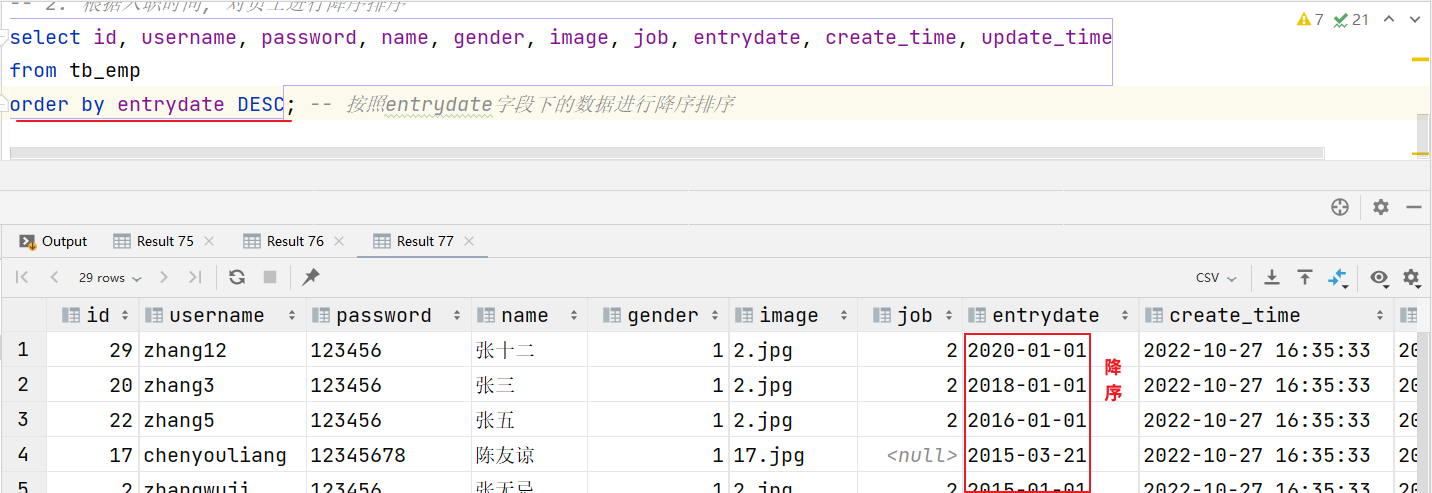 -- 2. 根据入职时间, 对员工进行降序排序
7 21
select id, username, password, name, gender, image, job, entrydate, create_time, update_time
from tb_emp
order by entrydate DESC; -- 按照entrydate字段下的数据进行降序排序
Output Result 75 Result 76 Result 77
29 rows CSV
id username password name gender image job entrydate create_time
1 29 zhang12 123456 张十二 1 2.jpg 2 2020-01-01 2022-10-27 16:35:33 20
2 20 zhang3 123456 张三 1 2.jpg 2 2018-01-01 2022-10-27 16:35:33 20
3 22 zhang5 123456 张五 1 2.jpg 2 2016-01-01 2022-10-27 16:35:33 20
4 17 chenyouliang 12345678 陈友谅 1 17.jpg <null> 2015-03-21 2022-10-27 16:35:33 20
5 2 zhangwuji 123456 张无忌 1 2.jpg 2 2015-01-01 2022-10-27 16:35:33 20
降
序